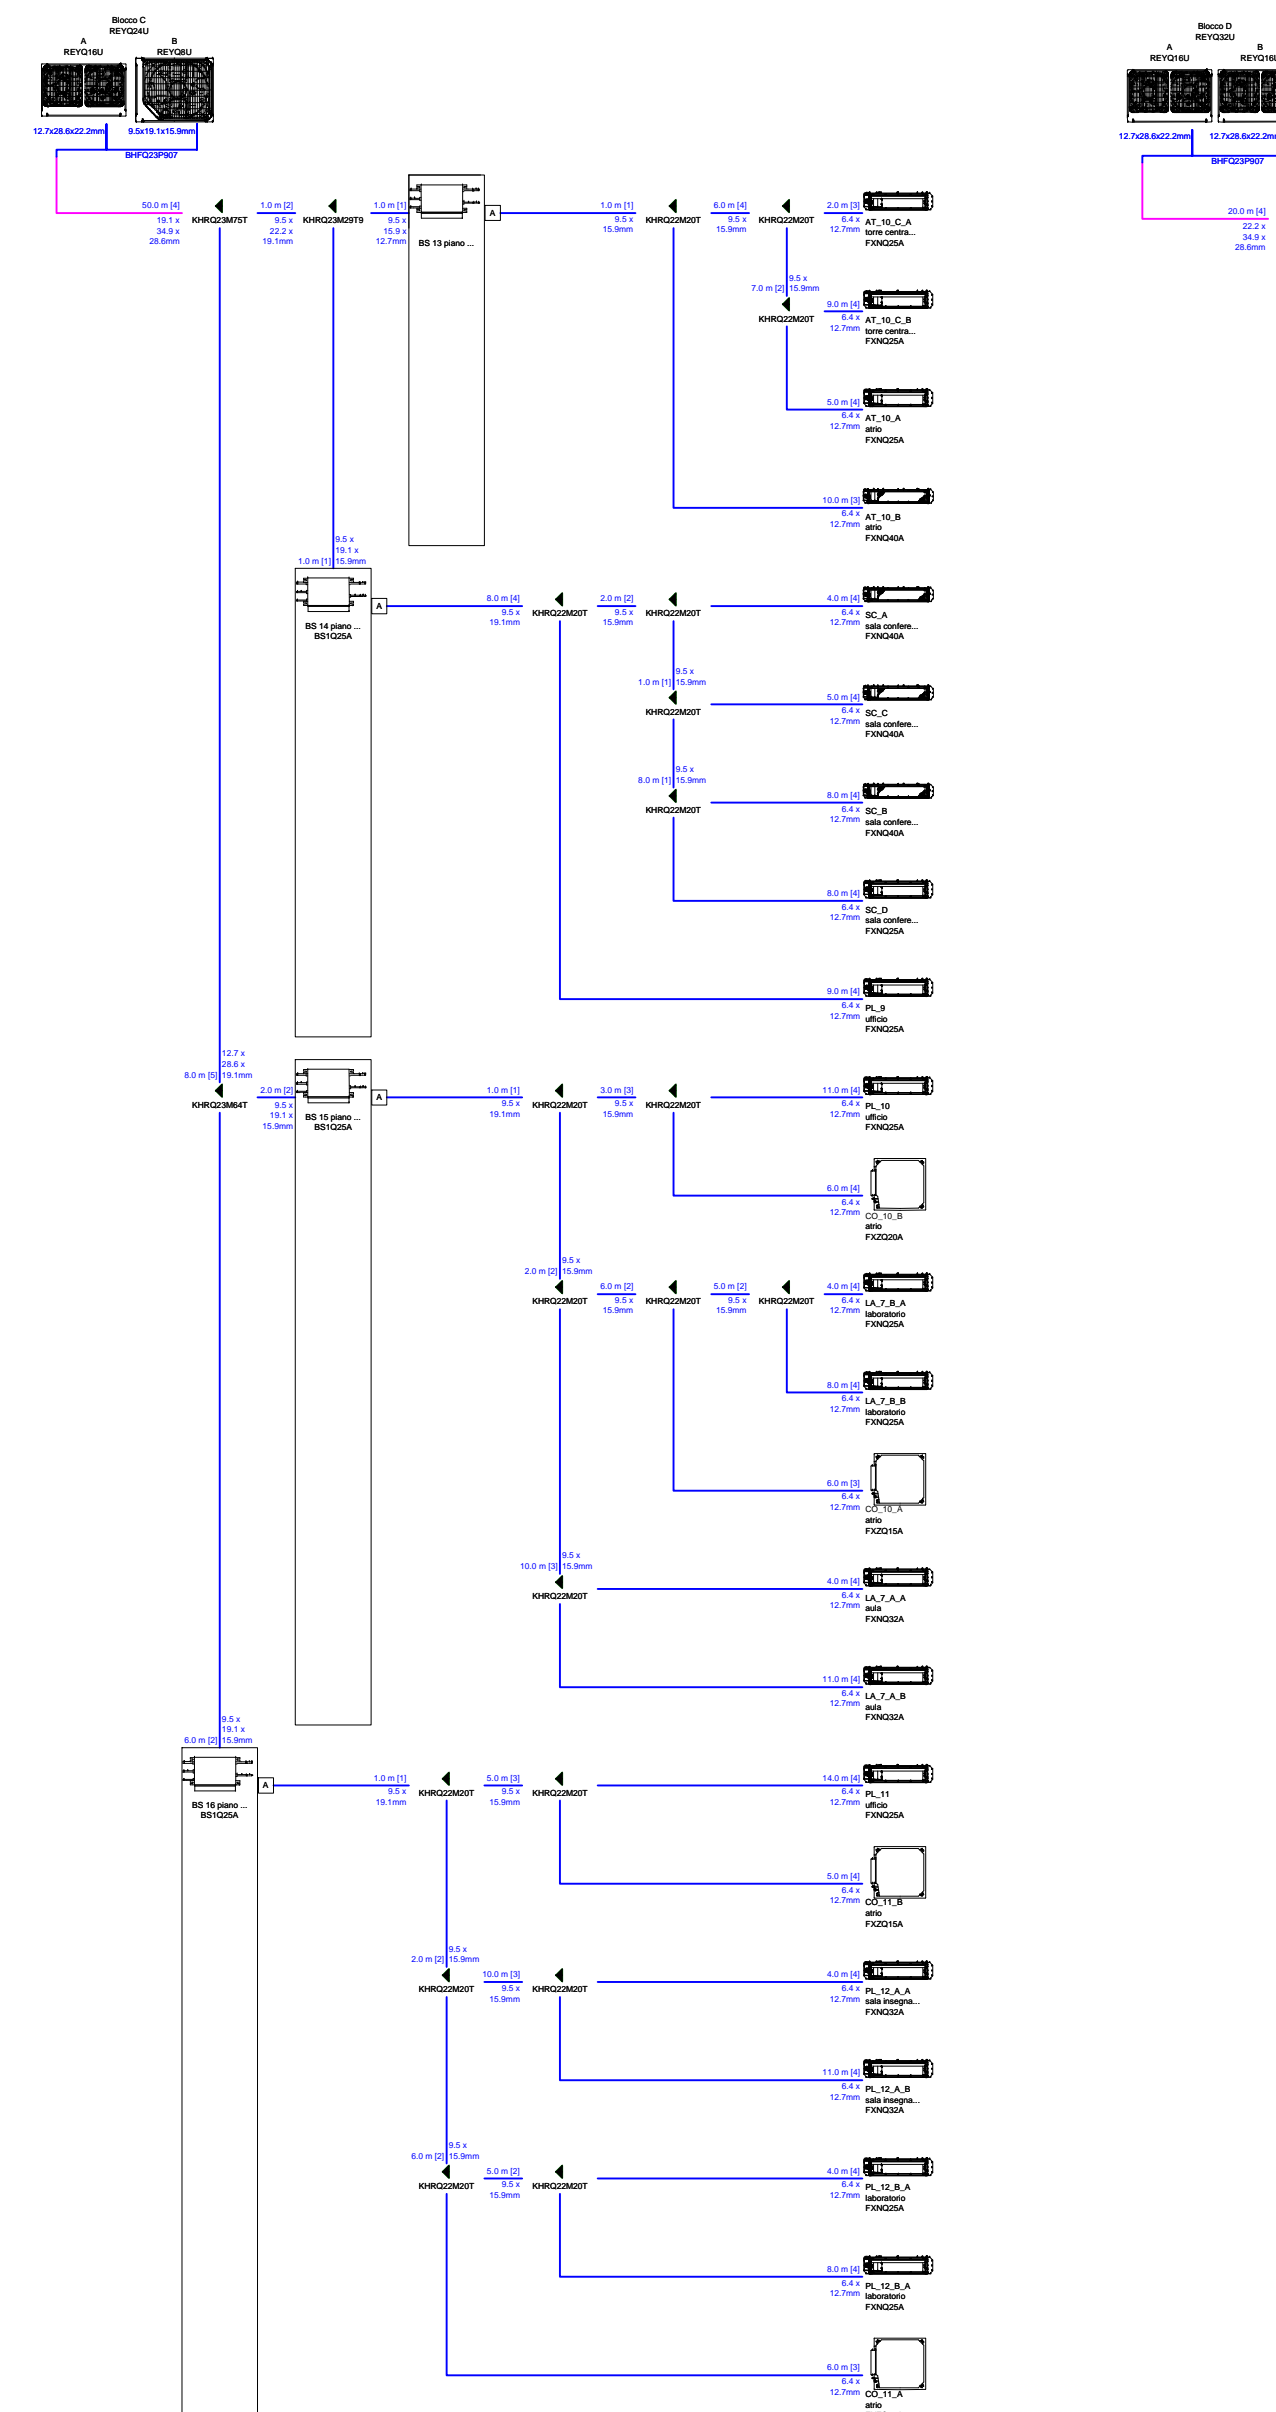 Blocco C
REYQ24U
A
REYQ16U
B
REYQ8U
12.7x28.6x22.2mm
9.5x19.1x15.9mm
BHFQ23P907
Blocco D
REYQ32U
A
REYQ16U
B
REYQ16U
12.7x28.6x22.2mm
12.7x28.6x22.2mm
BHFQ23P907
50.0 m [4]
19.1 x
34.9 x
28.6mm
KHRQ23M75T
1.0 m [2]
9.5 x
22.2 x
19.1mm
KHRQ23M29T9
1.0 m [1]
9.5 x
15.9 x
12.7mm
BS 13 piano ...
A
1.0 m [1]
9.5 x
15.9mm
KHRQ22M20T
6.0 m [4]
9.5 x
15.9mm
KHRQ22M20T
2.0 m [3]
6.4 x
12.7mm
AT_10_C_A
torre centra...
FXNQ25A
20.0 m [4]
22.2 x
34.9 x
28.6mm
9.5 x
7.0 m [2]
15.9mm
KHRQ22M20T
9.0 m [4]
6.4 x
12.7mm
AT_10_C_B
torre centra...
FXNQ25A
5.0 m [4]
6.4 x
12.7mm
AT_10_A
atrio
FXNQ25A
10.0 m [3]
6.4 x
12.7mm
AT_10_B
atrio
FXNQ40A
9.5 x
19.1 x
1.0 m [1]
15.9mm
BS 14 piano ...
BS1Q25A
A
8.0 m [4]
9.5 x
19.1mm
KHRQ22M20T
2.0 m [2]
9.5 x
15.9mm
KHRQ22M20T
4.0 m [4]
6.4 x
12.7mm
SC_A
sala confere...
FXNQ40A
9.5 x
1.0 m [1]
15.9mm
KHRQ22M20T
5.0 m [4]
6.4 x
12.7mm
SC_C
sala confere...
FXNQ40A
9.5 x
8.0 m [1]
15.9mm
KHRQ22M20T
8.0 m [4]
6.4 x
12.7mm
SC_B
sala confere...
FXNQ40A
8.0 m [4]
6.4 x
12.7mm
SC_D
sala confere...
FXNQ25A
9.0 m [4]
6.4 x
12.7mm
PL_9
ufficio
FXNQ25A
12.7 x
28.6 x
8.0 m [5]
19.1mm
KHRQ23M64T
2.0 m [2]
9.5 x
19.1 x
15.9mm
BS 15 piano ...
BS1Q25A
A
1.0 m [1]
9.5 x
19.1mm
KHRQ22M20T
3.0 m [3]
9.5 x
15.9mm
KHRQ22M20T
11.0 m [4]
6.4 x
12.7mm
PL_10
ufficio
FXNQ25A
6.0 m [4]
6.4 x
12.7mm
CO_10_B
atrio
FXZQ20A
9.5 x
2.0 m [2]
15.9mm
KHRQ22M20T
6.0 m [2]
9.5 x
15.9mm
KHRQ22M20T
5.0 m [2]
9.5 x
15.9mm
KHRQ22M20T
4.0 m [4]
6.4 x
12.7mm
LA_7_B_A
laboratorio
FXNQ25A
8.0 m [4]
6.4 x
12.7mm
LA_7_B_B
laboratorio
FXNQ25A
6.0 m [3]
6.4 x
12.7mm
CO_10_A
atrio
FXZQ15A
9.5 x
10.0 m [3]
15.9mm
KHRQ22M20T
4.0 m [4]
6.4 x
12.7mm
LA_7_A_A
aula
FXNQ32A
11.0 m [4]
6.4 x
12.7mm
LA_7_A_B
aula
FXNQ32A
9.5 x
19.1 x
6.0 m [2]
15.9mm
BS 16 piano ...
BS1Q25A
A
1.0 m [1]
9.5 x
19.1mm
KHRQ22M20T
5.0 m [3]
9.5 x
15.9mm
KHRQ22M20T
14.0 m [4]
6.4 x
12.7mm
PL_11
ufficio
FXNQ25A
5.0 m [4]
6.4 x
12.7mm
CO_11_B
atrio
FXZQ15A
9.5 x
2.0 m [2]
15.9mm
KHRQ22M20T
10.0 m [3]
9.5 x
15.9mm
KHRQ22M20T
4.0 m [4]
6.4 x
12.7mm
PL_12_A_A
sala insegna...
FXNQ32A
11.0 m [4]
6.4 x
12.7mm
PL_12_A_B
sala insegna...
FXNQ32A
9.5 x
6.0 m [2]
15.9mm
KHRQ22M20T
5.0 m [2]
9.5 x
15.9mm
KHRQ22M20T
4.0 m [4]
6.4 x
12.7mm
PL_12_B_A
laboratorio
FXNQ25A
8.0 m [4]
6.4 x
12.7mm
PL_12_B_A
laboratorio
FXNQ25A
6.0 m [3]
6.4 x
12.7mm
CO_11_A
atrio